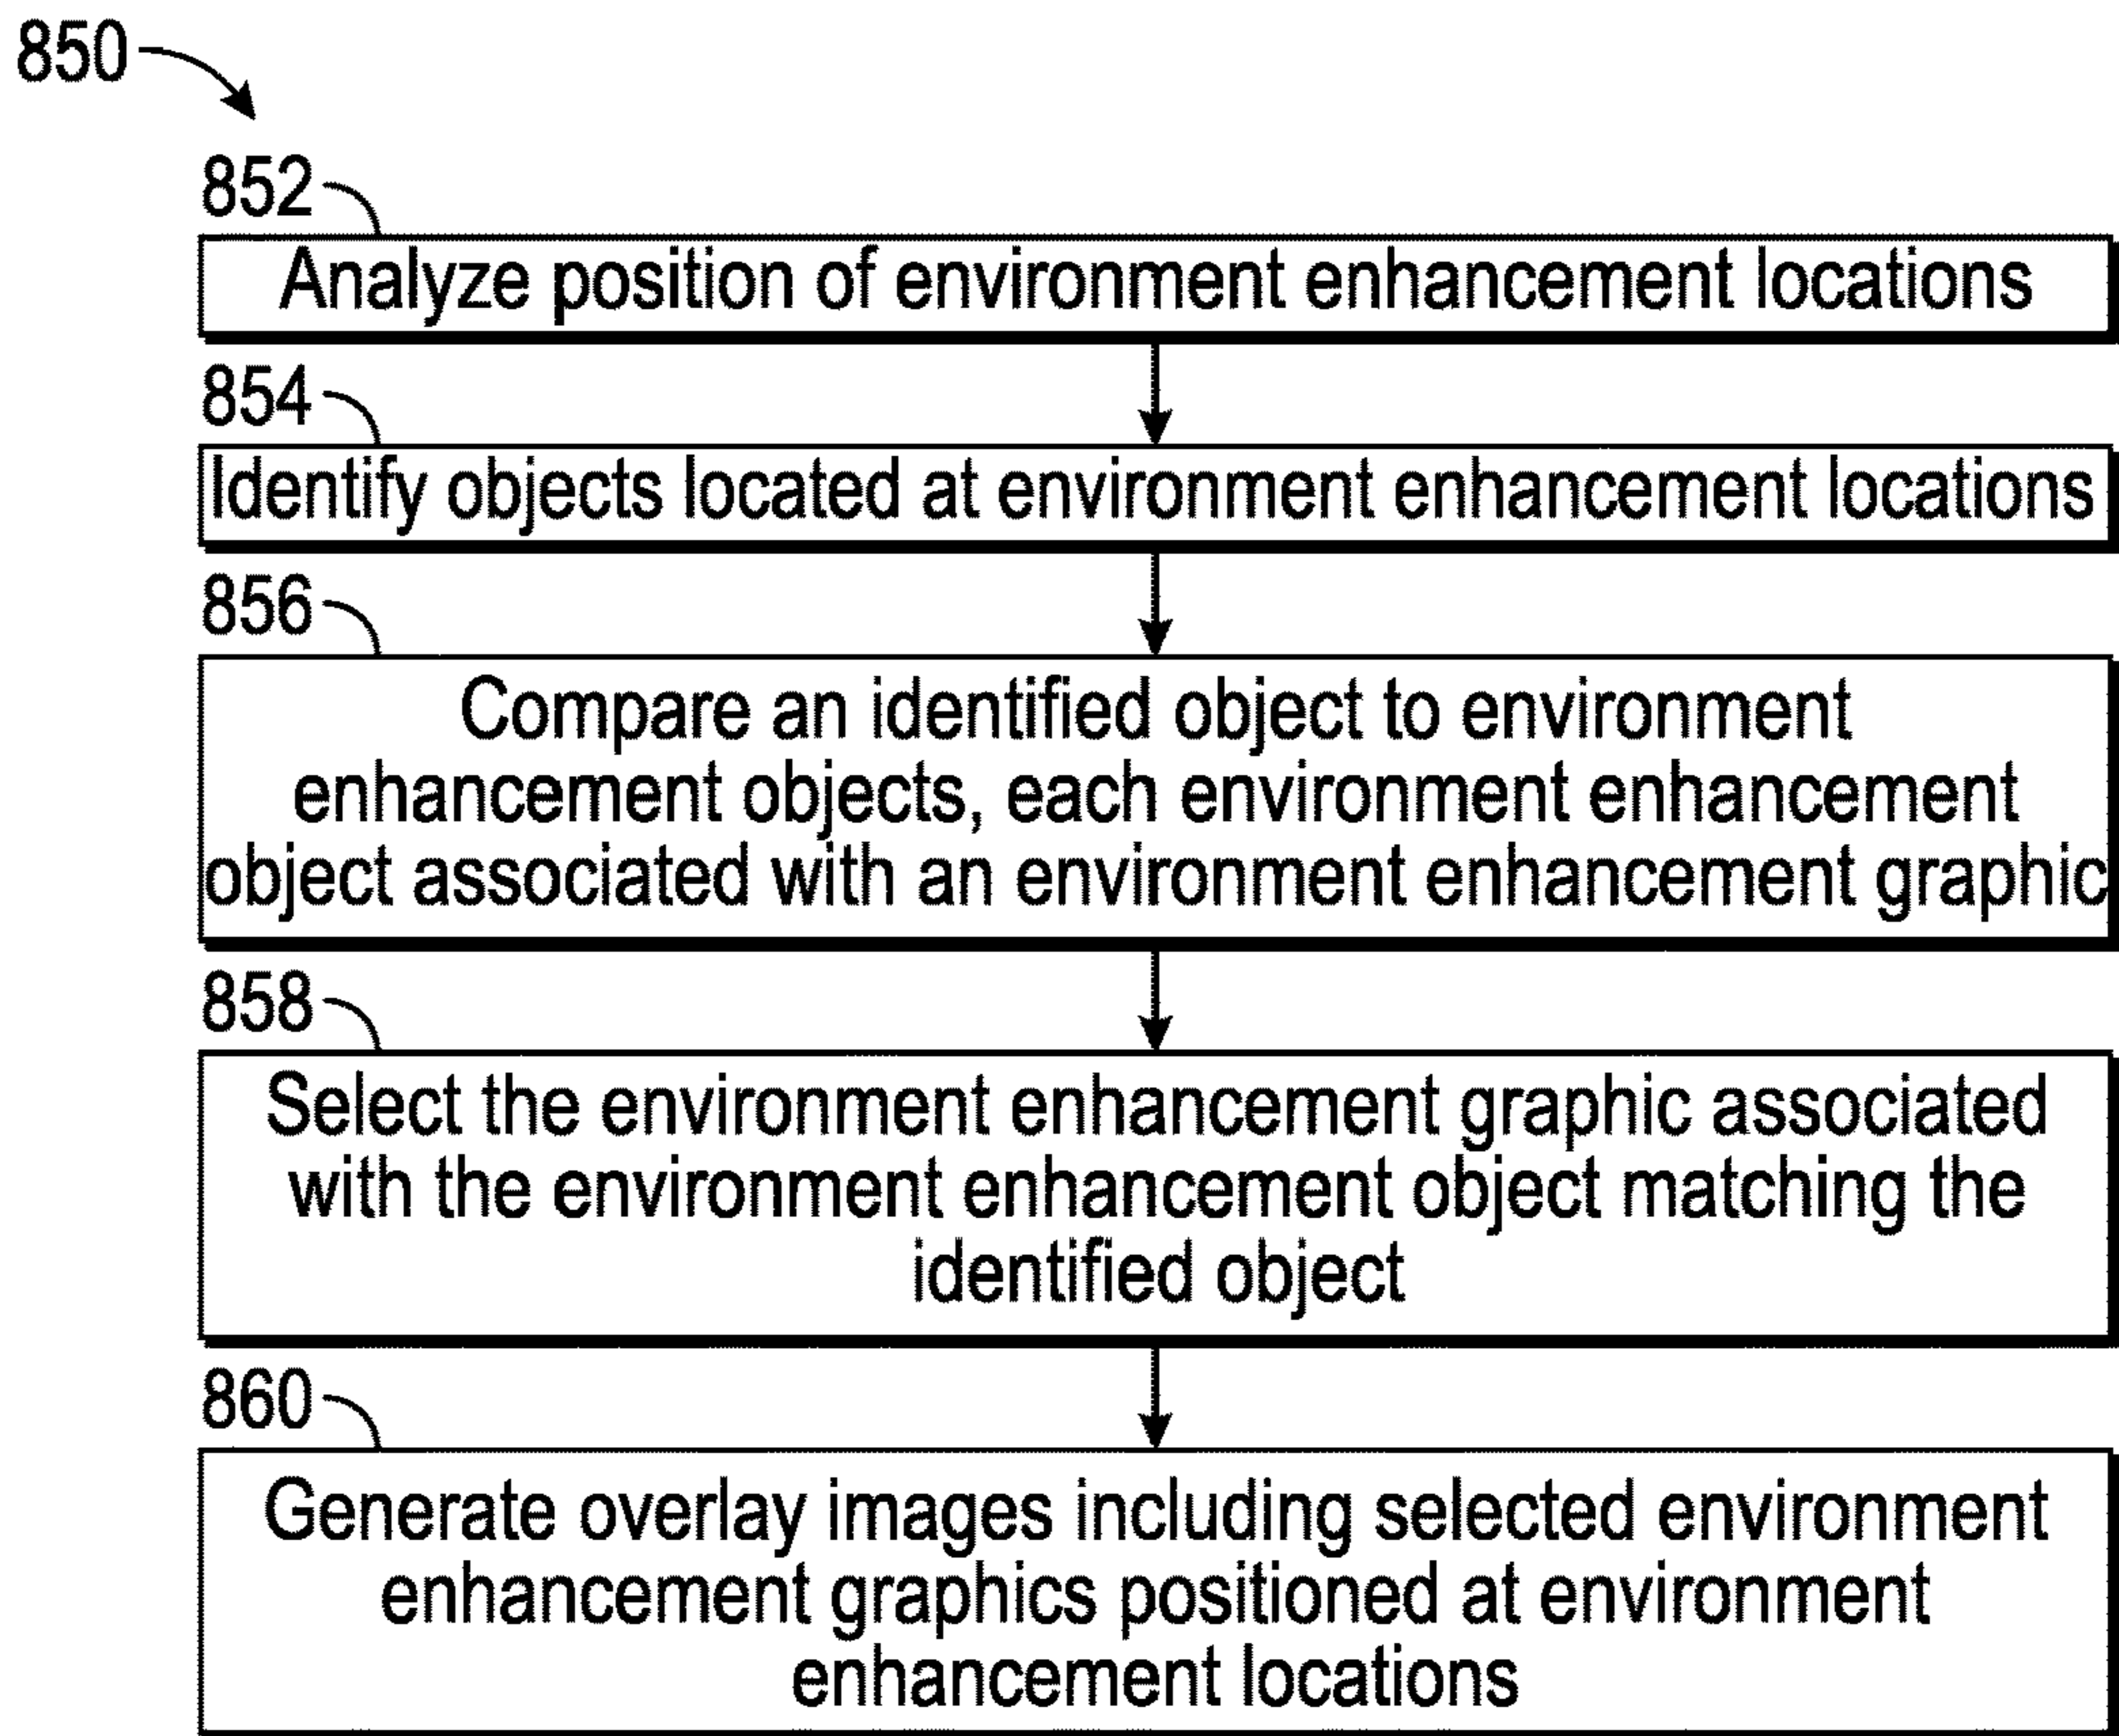 850
852
Analyze position of environment enhancement locations
854
Identify objects located at environment enhancement locations
856
Compare an identified object to environment
enhancement objects, each environment enhancement
object associated with an environment enhancement graphic
858
Select the environment enhancement graphic associated
with the environment enhancement object matching the
identified object
860
Generate overlay images including selected environment
enhancement graphics positioned at environment
enhancement locations